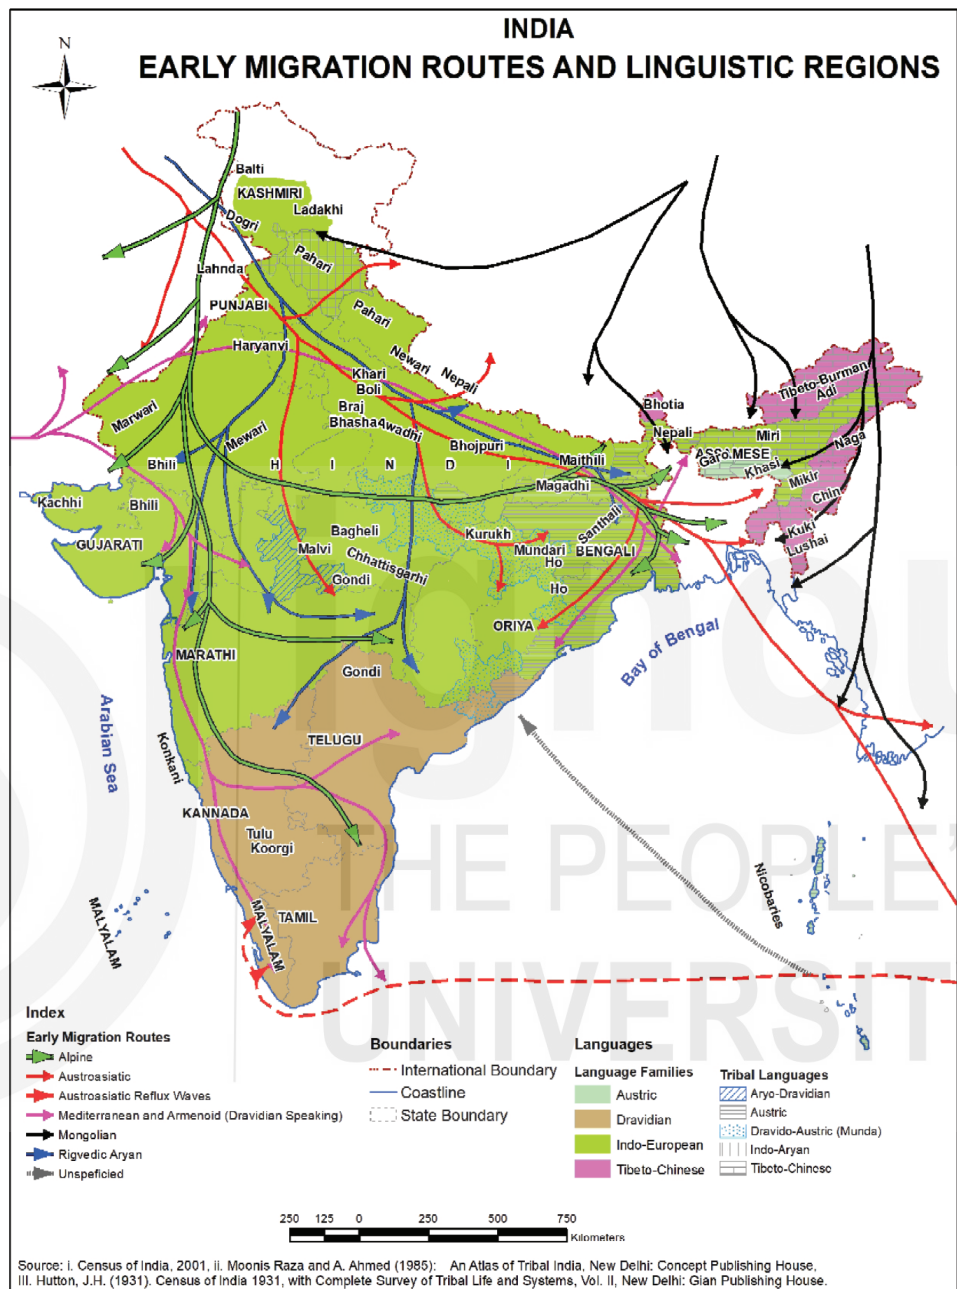 INDIA
EARLY MIGRATION ROUTES AND LINGUISTIC REGIONS
N
Balti
KASHMIRI
Ladakhi
Dogri
Pahari
Lahnda
PUNJABI
Pahari
Haryanvi
Newari
Nepali
Khari
Boli
Tibeto-Burman
Adi
Bhotia
Marwari
Braj
Bhasha Awadhi
Nepali
Miri
Mewari
Bhojpuri
ASSAMESE
Naga
Bhili
HINDI
Maithili
Garo
Khasi
Magadhi
Mikir
Chin
Kachhi
Bhili
Santhali
Bagheli
Kurukh
Kuki
GUJARATI
Malvi
Chhattisgarhi
Mundari
BENGALI
Lushai
Ho
Gondi
Ho
ORIYA
Bay of Bengal
MARATHI
Gondi
Arabian Sea
TELUGU
Konkani
KANNADA
Tulu
Koorgi
THE PEOPLE'
Nicobaries
MALYALAM
MALYALAM
TAMIL
UNIVERSIT
ignou
Index
Early Migration Routes
Alpine
Austroasiatic
Austroasiatic Reflux Waves
Mediterranean and Armenoid (Dravidian Speaking)
Mongolian
Rigvedic Aryan
Unspeficied
Boundaries
International Boundary
Coastline
State Boundary
Languages
Language Families
Austric
Dravidian
Indo-European
Tibeto-Chinese
Tribal Languages
Aryo-Dravidian
Austric
Dravido-Austric (Munda)
Indo-Aryan
Tibeto-Chinese
250 125 0 250 500 750
Kilometers
Source: i. Census of India, 2001, ii. Moonis Raza and A. Ahmed (1985): An Atlas of Tribal India, New Delhi: Concept Publishing House,
III. Hutton, J.H. (1931). Census of India 1931, with Complete Survey of Tribal Life and Systems, Vol. II, New Delhi: Gian Publishing House.